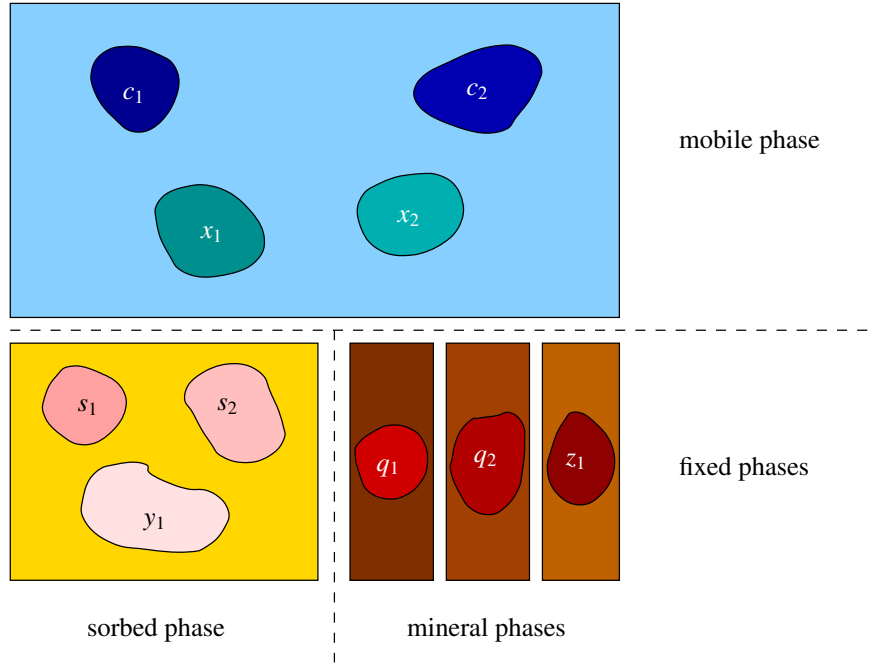 c₁
c₂
mobile phase
x₁
x₂
s₁
s₂
y₁
q₁
q₂
z₁
fixed phases
sorbed phase
mineral phases